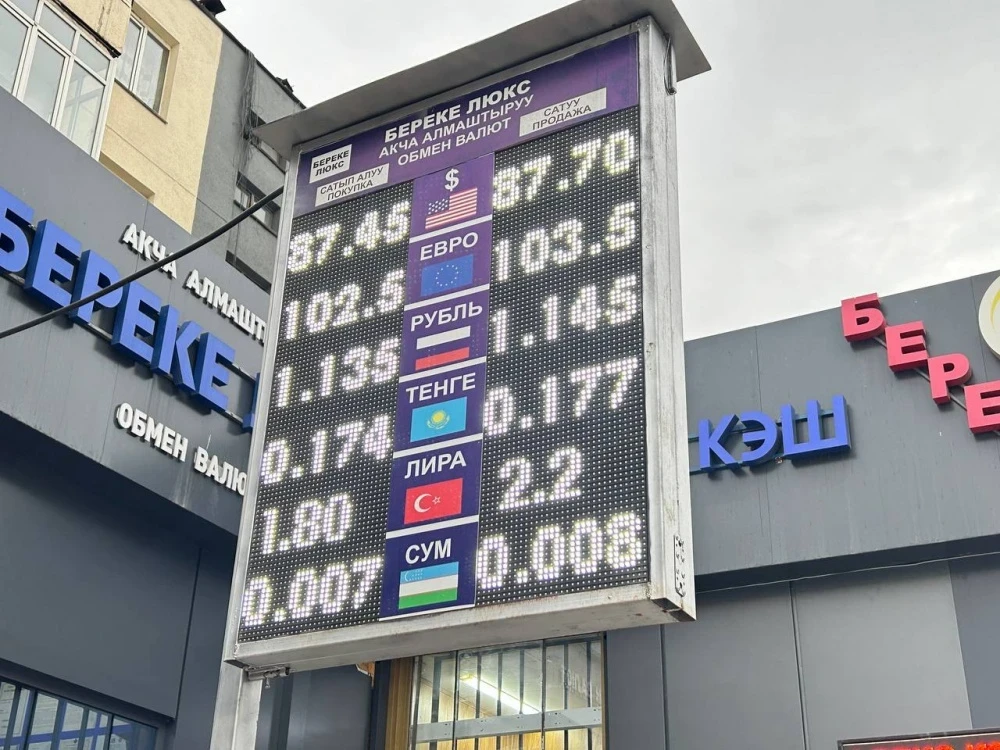 БЕРЕКЕ ЛЮКС
АКЧА АЛМАШТЫРУУ
ОБМЕН ВАЛЮТ
БЕРЕКЕ
ЛЮКС
САТЫП АЛУУ
ПОКУПКА
САТУУ
ПРОДАЖА
87.45 $ 87.70
102.5 ЕВРО 103.5
1.135 РУБЛЬ 1.145
0.174 ТЕНГЕ 0.177
1.80 ЛИРА 2.2
0.007 СУМ 0.008
АКЧА АЛМАШТ
БЕРЕКЕ
ОБМЕН ВАЛЮ
КЭШ
БЕРЕ